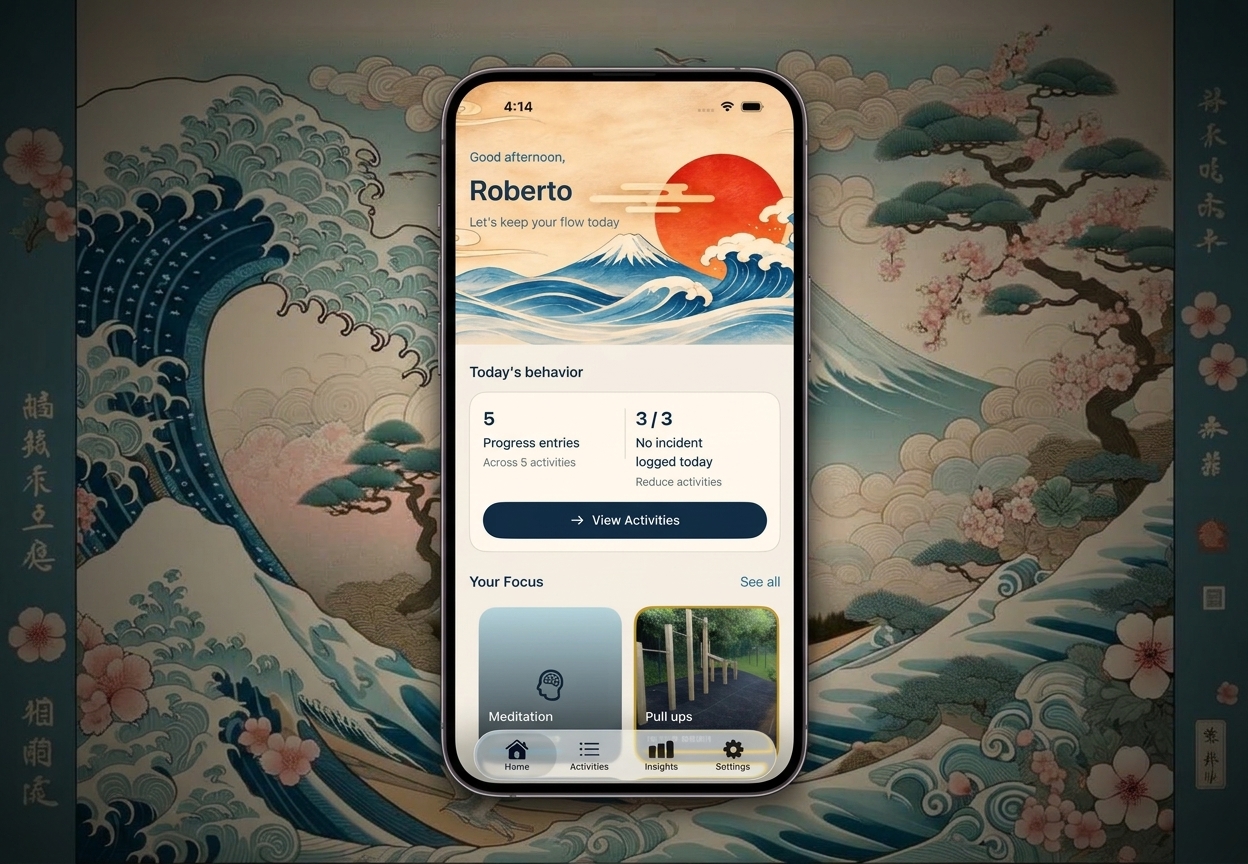 4:14
Good afternoon,
Roberto
Let's keep your flow today
Today's behavior
5
Progress entries
Across 5 activities
3 / 3
No incident
logged today
Reduce activities
→ View Activities
Your Focus
See all
Meditation
Pull ups
Home
Activities
Insights
Settings